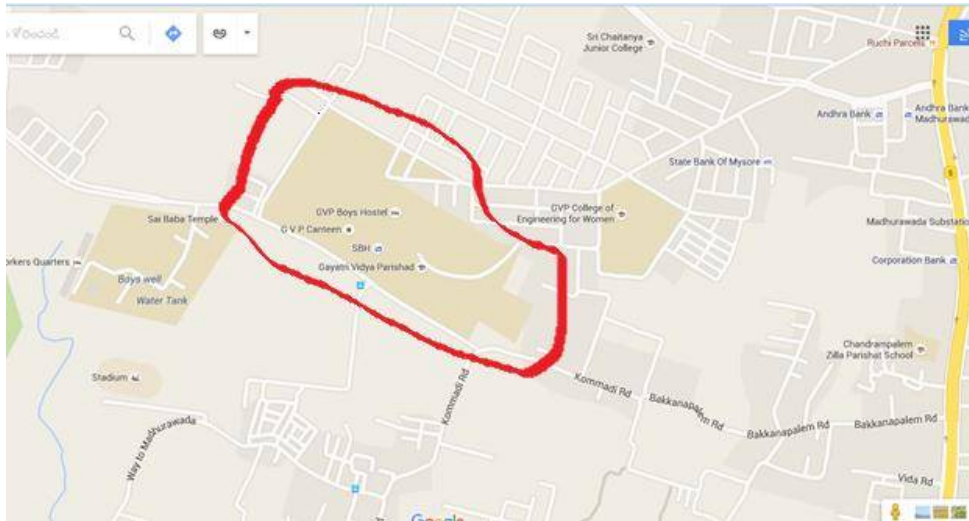 Sri Chaitanya
Junior College
Ruchi Parcels
Andhra Bank
Andhra Bank
Madhurawada
State Bank Of Mysore
GVP Boys Hostel
GVP College of
Engineering for Women
Sai Baba Temple
G.V.P. Canteen
Madhurawada Substation
SBH
Corporation Bank
orkers Quarters
Gayatri Vidya Parishad
Boys well
Water Tank
Chandrampalem
Zilla Parishat School
Stadium
Kommadi Rd
Kommadi Rd
Bakkanapalem Rd
Bakkanapalem Rd
Bakkanapalem Rd
Way to Madhurawada
Vida Rd
Google